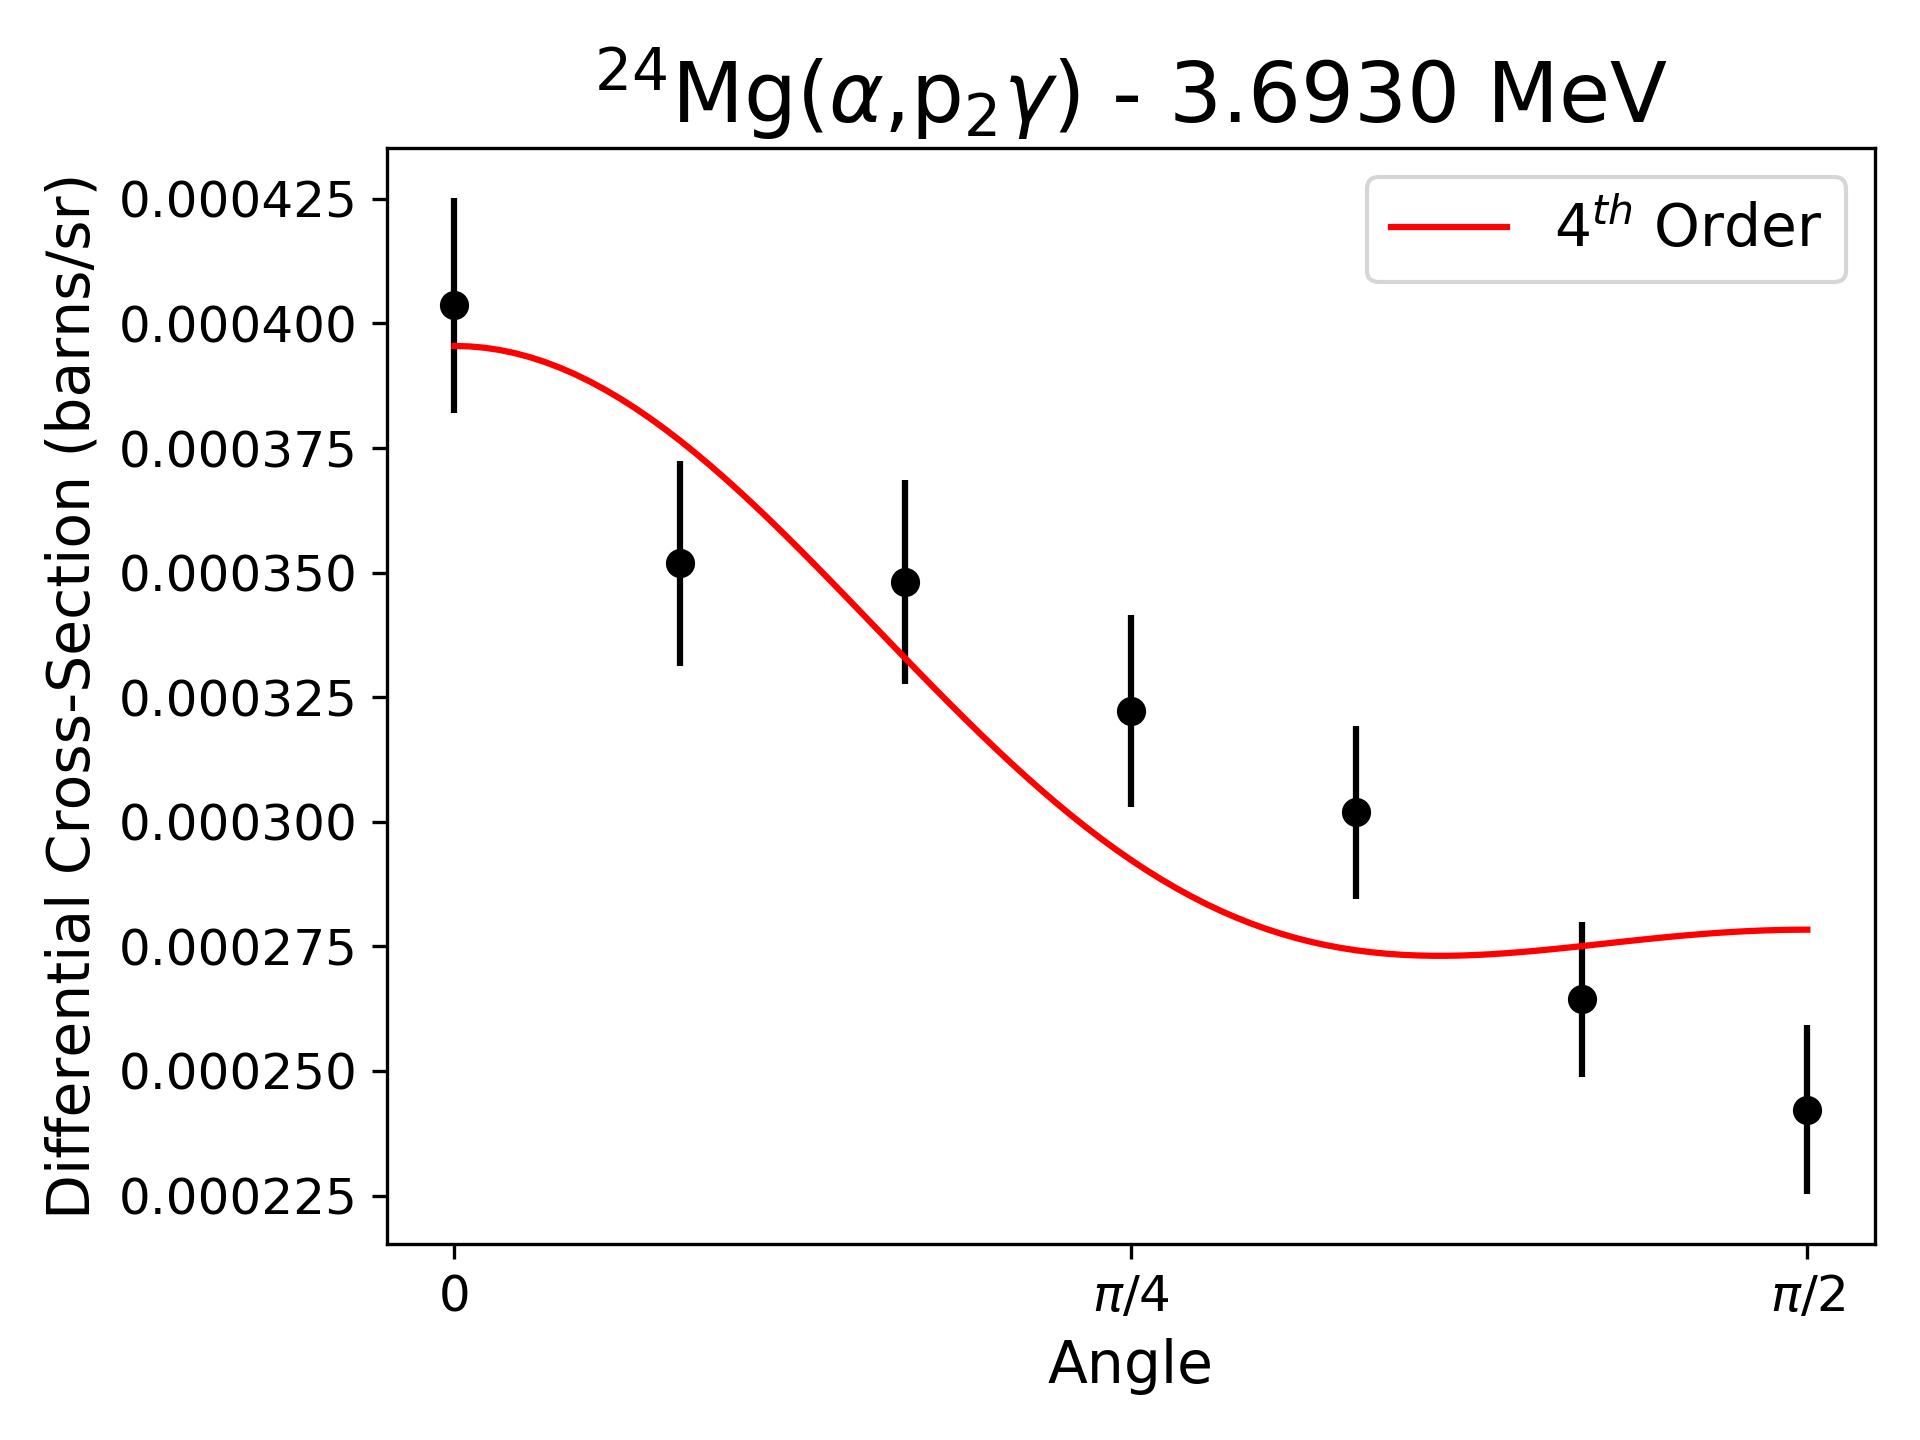 ²⁴Mg(α,p₂γ) - 3.6930 MeV
4ᵗʰ Order
Differential Cross-Section (barns/sr)
0.000425
0.000400
0.000375
0.000350
0.000325
0.000300
0.000275
0.000250
0.000225
0 π/4 π/2
Angle